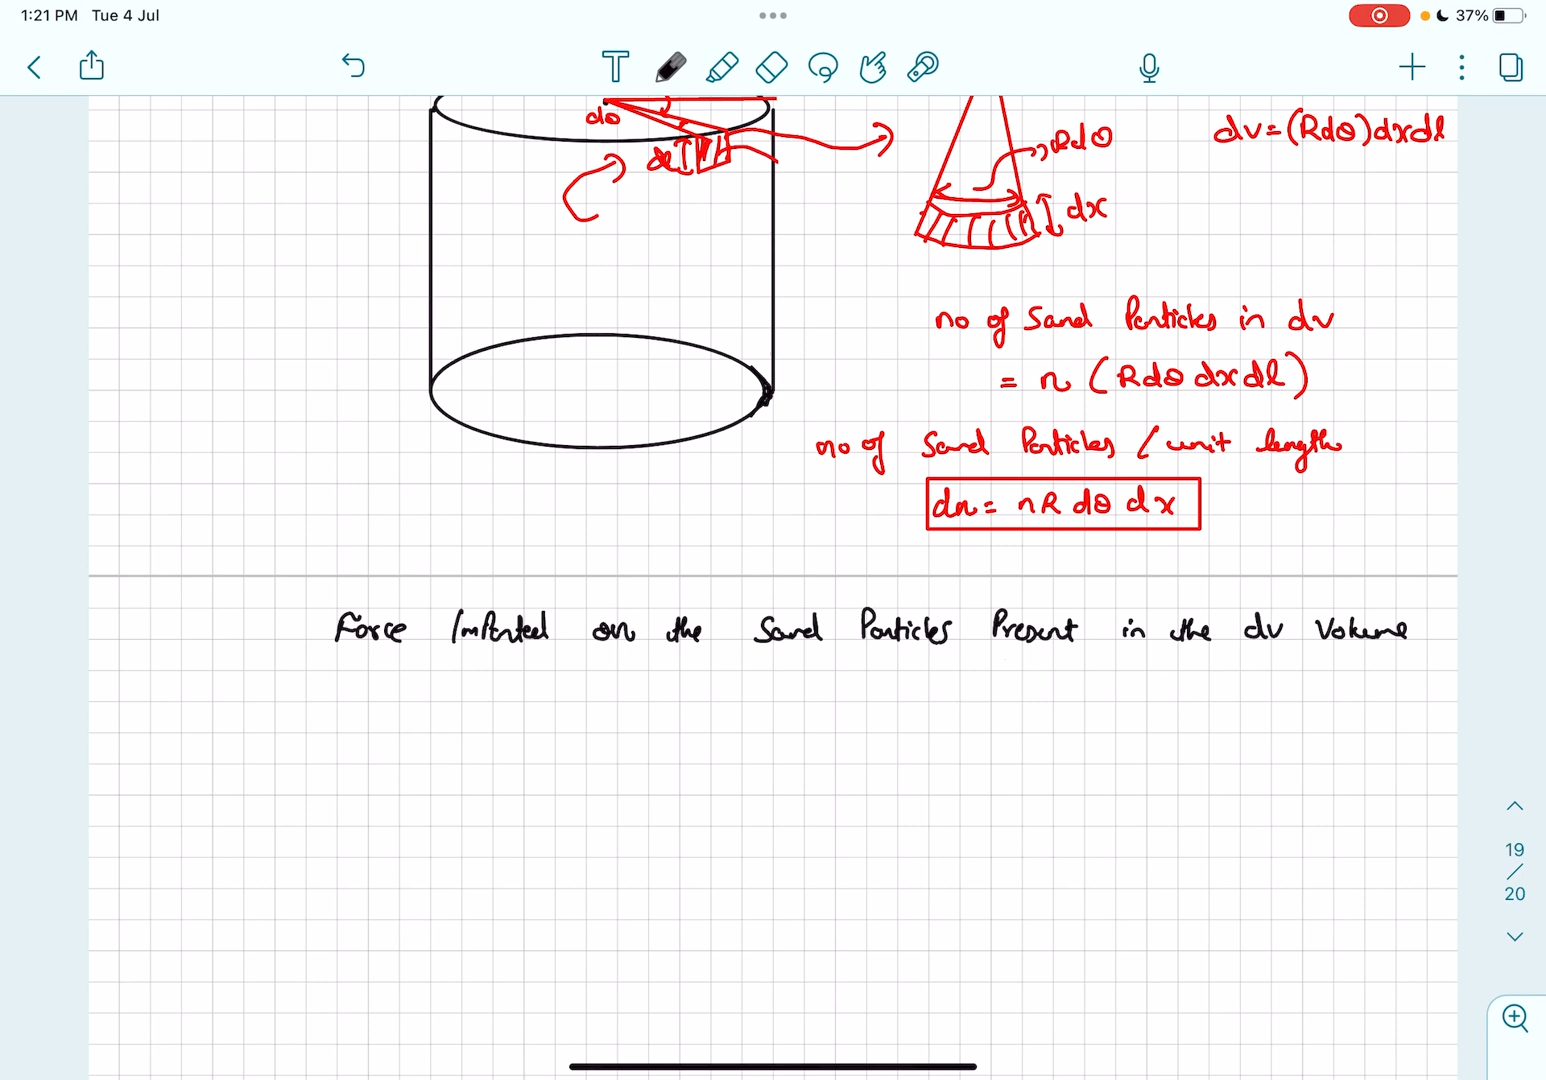 1:21 PM Tue 4 Jul
37%
T
dθ
dl
Rdθ
dx
dv=(Rdθ)dxdl
no of Sand Particles in dv
= n (Rdθ dxdl)
no of Sand Particles / unit length
dn = nR dθ dx
Force Imparted on the Sand Particles Present in the dv Volume
19
/
20